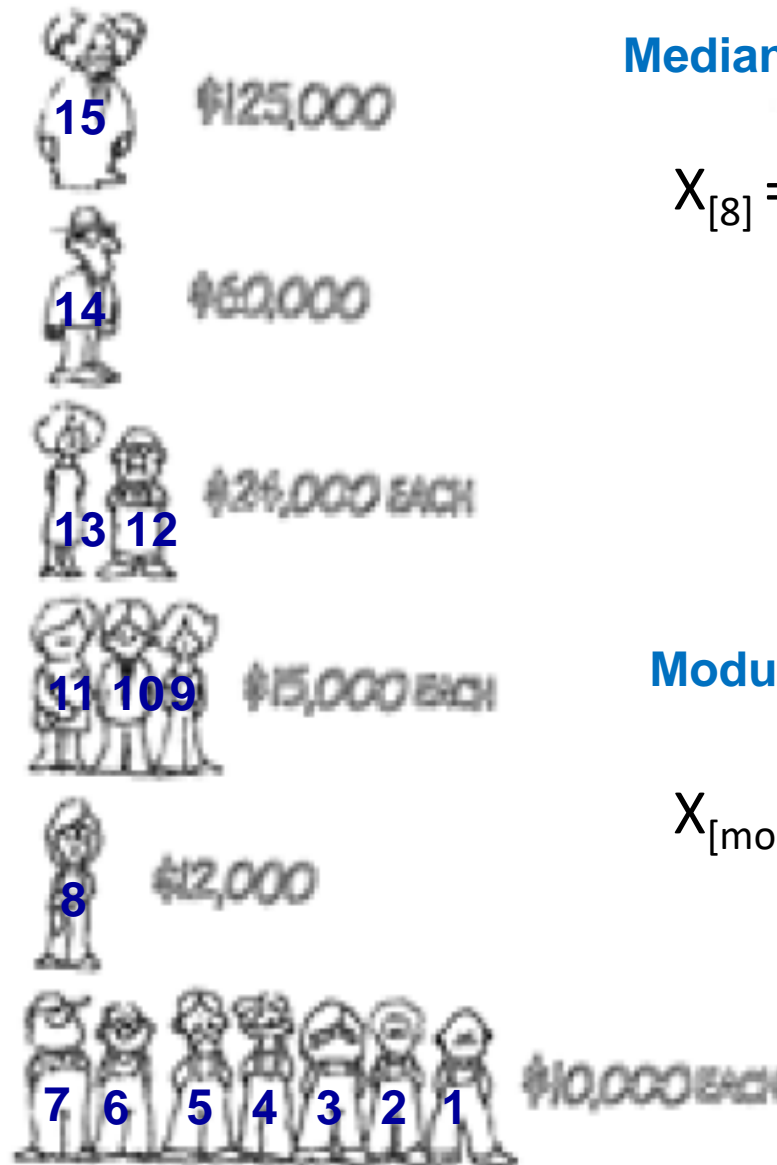 Median
15 $125,000
X[8] =
14 $60,000
$24,000 EACH
13 12
Modu
11 10 9 $15,000 EACH
X[mo
8 $12,000
7 6 5 4 3 2 1 $10,000 EACH